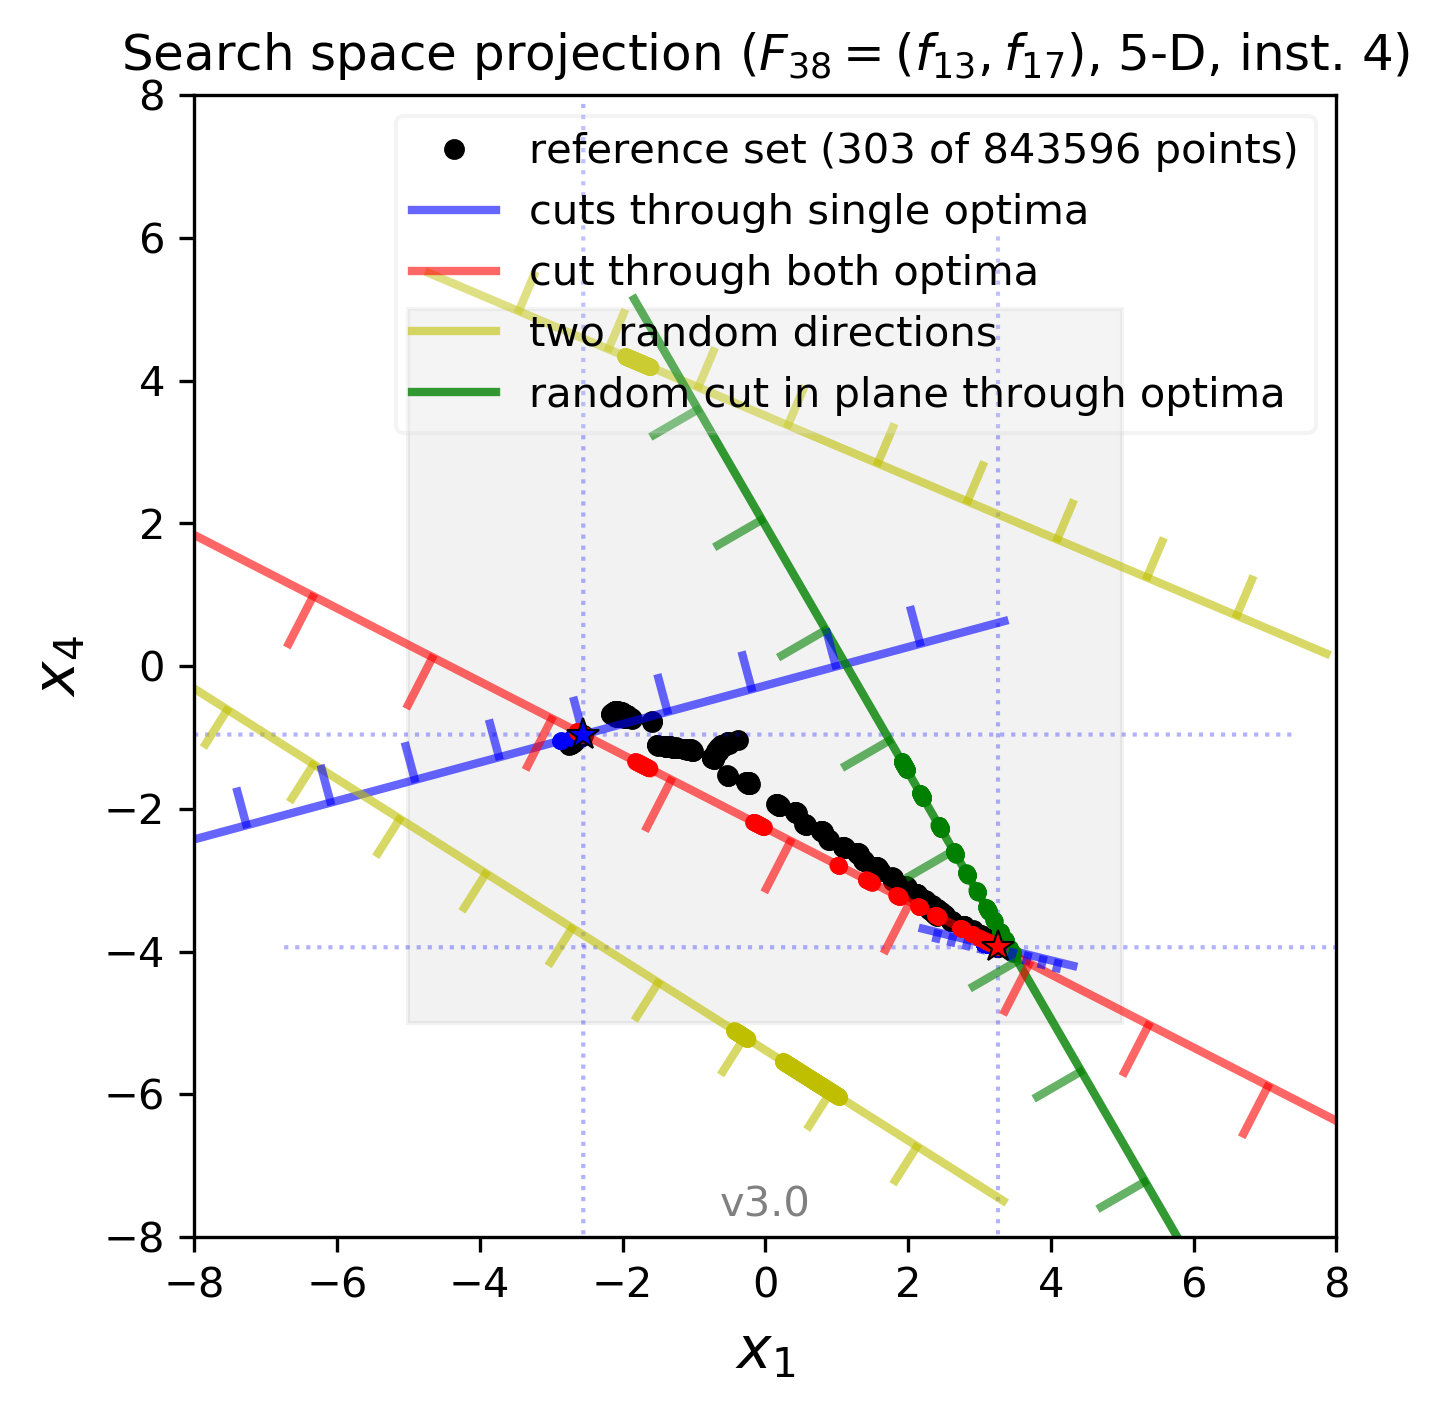 Search space projection (F₃₈ = (f₁₃, f₁₇), 5-D, inst. 4)
8
6
4
2
0
−2
−4
−6
−8
x₄
reference set (303 of 843596 points)
cuts through single optima
cut through both optima
two random directions
random cut in plane through optima
v3.0
−8 −6 −4 −2 0 2 4 6 8
x₁